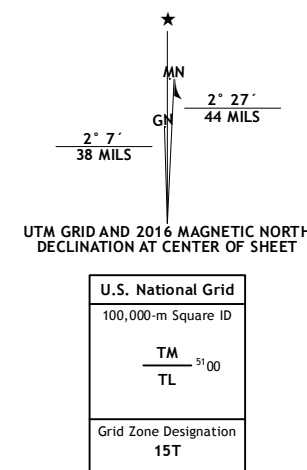 ★
MN
GN
2° 27´
44 MILS
2° 7´
38 MILS
UTM GRID AND 2016 MAGNETIC NORTH
DECLINATION AT CENTER OF SHEET
U.S. National Grid
100,000-m Square ID
TM
5100
TL
Grid Zone Designation
15T